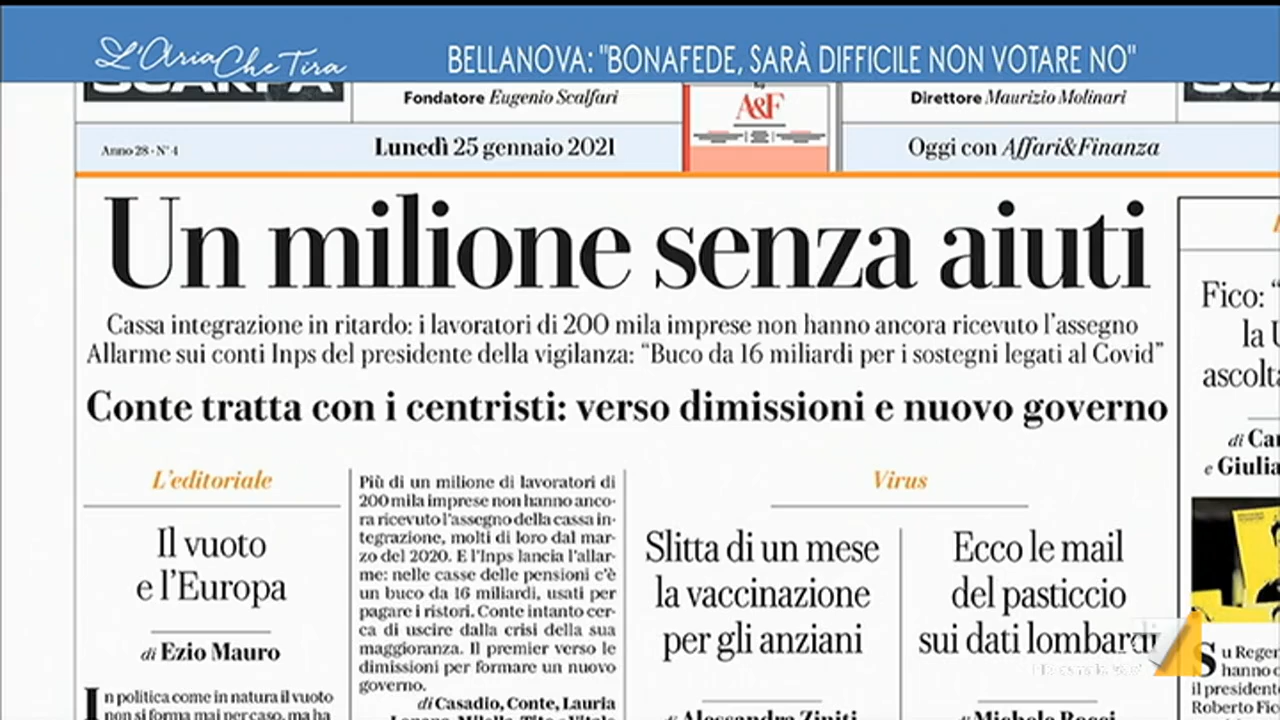 L'Aria Che Tira
BELLANOVA: "BONAFEDE, SARÀ DIFFICILE NON VOTARE NO"
SCARPA
Fondatore Eugenio Scalfari
A&F
Direttore Maurizio Molinari
Anno 28 - N° 4
Lunedì 25 gennaio 2021
Oggi con Affari&Finanza
Un milione senza aiuti
Cassa integrazione in ritardo: i lavoratori di 200 mila imprese non hanno ancora ricevuto l'assegno
Allarme sui conti Inps del presidente della vigilanza: "Buco da 16 miliardi per i sostegni legati al Covid"
Conte tratta con i centristi: verso dimissioni e nuovo governo
L'editoriale
Il vuoto
e l'Europa
di Ezio Mauro
In politica come in natura il vuoto
non si forma mai per caso, ma ha
Più di un milione di lavoratori di
200 mila imprese non hanno anco-
ra ricevuto l'assegno della cassa in-
tegrazione, molti di loro dal mar-
zo del 2020. E l'Inps lancia l'allar-
me: nelle casse delle pensioni c'è
un buco da 16 miliardi, usati per
pagare i ristori. Conte intanto cer-
ca di uscire dalla crisi della sua
maggioranza. Il premier verso le
dimissioni per formare un nuovo
governo.
di Casadio, Conte, Lauria
Virus
Slitta di un mese
la vaccinazione
per gli anziani
di Alessandra Ziniti
Ecco le mail
del pasticcio
sui dati lombardi
di Michele Bocci
Fico: "
la U
ascolta
di Ca
e Giulia
Su Regen
hanno c
il president
Roberto Fic